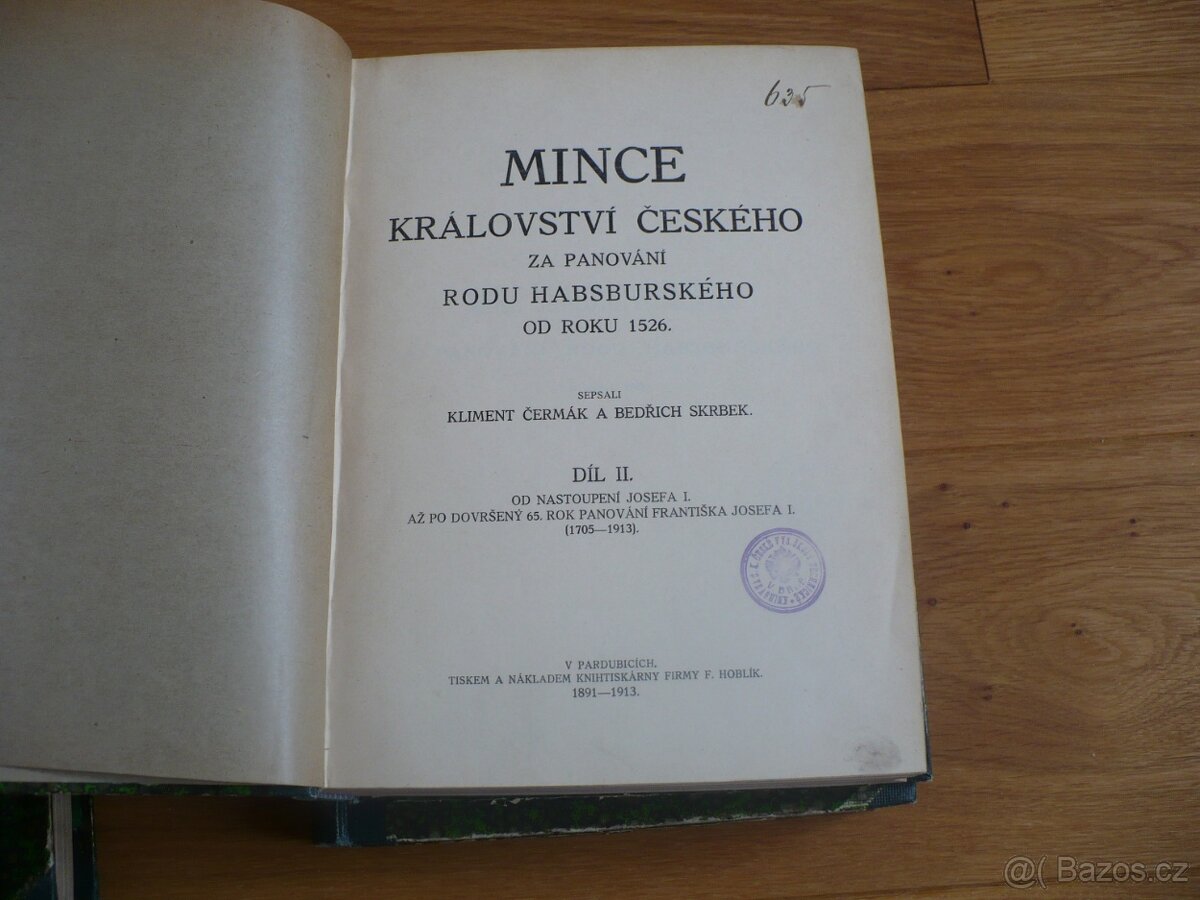 635
MINCE
KRÁLOVSTVÍ ČESKÉHO
ZA PANOVÁNÍ
RODU HABSBURSKÉHO
OD ROKU 1526.
SEPSALI
KLIMENT ČERMÁK A BEDŘICH SKRBEK.
DÍL II.
OD NASTOUPENÍ JOSEFA I.
AŽ PO DOVRŠENÝ 65. ROK PANOVÁNÍ FRANTIŠKA JOSEFA I.
(1705—1913).
V PARDUBICÍCH.
TISKEM A NÁKLADEM KNIHTISKÁRNY FIRMY F. HOBLÍK.
1891—1913.
Bazos.cz